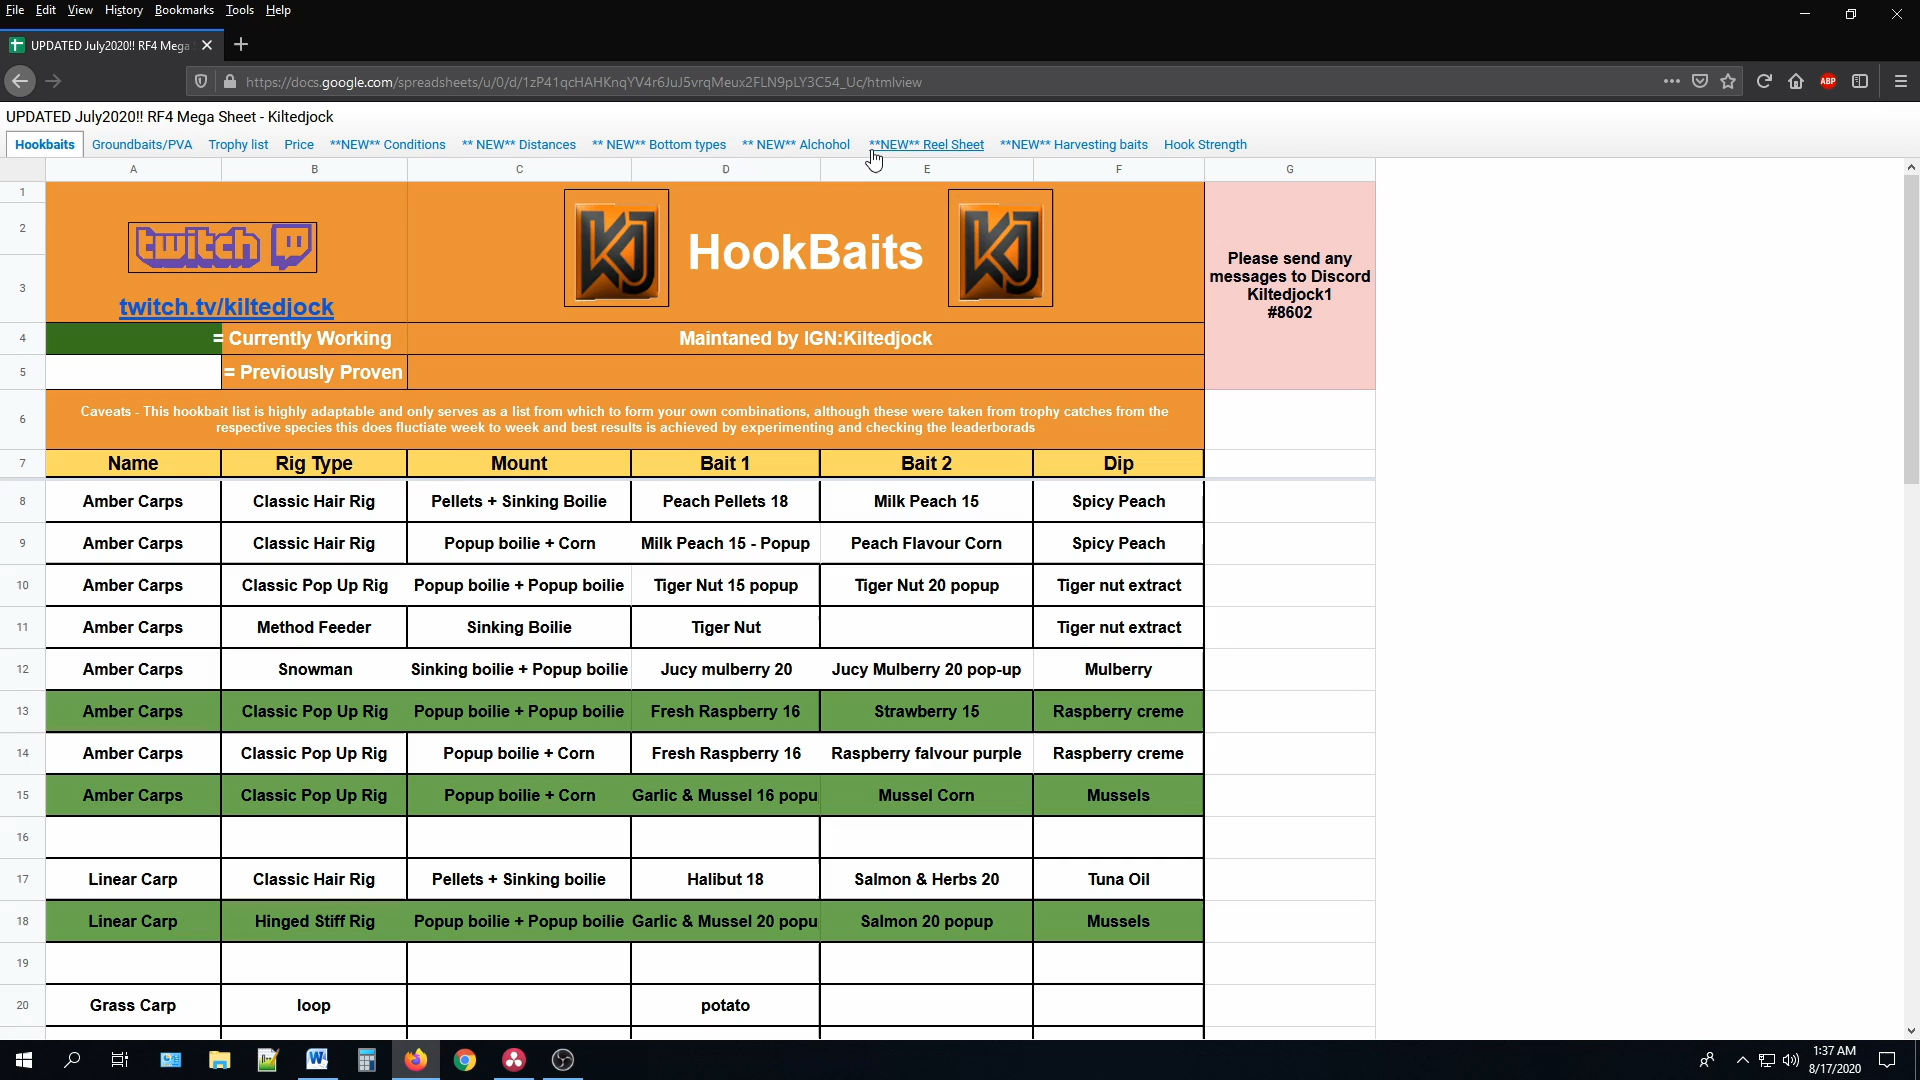 File Edit View History Bookmarks Tools Help
UPDATED July2020!! RF4 Mega
https://docs.google.com/spreadsheets/u/0/d/1zP41qcHAHKnqYV4r6JuJ5vrqMeux2FLN9pLY3C54_Uc/htmlview
ABP
UPDATED July2020!! RF4 Mega Sheet - Kiltedjock
Hookbaits Groundbaits/PVA Trophy list Price **NEW** Conditions ** NEW** Distances ** NEW** Bottom types ** NEW** Alchohol **NEW** Reel Sheet **NEW** Harvesting baits Hook Strength
A B C D E F G
1
2 twitch KJ HookBaits KJ
Please send any
messages to Discord
Kiltedjock1
#8602
3 twitch.tv/kiltedjock
4 = Currently Working Maintaned by IGN:Kiltedjock
5 = Previously Proven
6 Caveats - This hookbait list is highly adaptable and only serves as a list from which to form your own combinations, although these were taken from trophy catches from the
respective species this does fluctiate week to week and best results is achieved by experimenting and checking the leaderborads
7 Name Rig Type Mount Bait 1 Bait 2 Dip
8 Amber Carps Classic Hair Rig Pellets + Sinking Boilie Peach Pellets 18 Milk Peach 15 Spicy Peach
9 Amber Carps Classic Hair Rig Popup boilie + Corn Milk Peach 15 - Popup Peach Flavour Corn Spicy Peach
10 Amber Carps Classic Pop Up Rig Popup boilie + Popup boilie Tiger Nut 15 popup Tiger Nut 20 popup Tiger nut extract
11 Amber Carps Method Feeder Sinking Boilie Tiger Nut Tiger nut extract
12 Amber Carps Snowman Sinking boilie + Popup boilie Jucy mulberry 20 Jucy Mulberry 20 pop-up Mulberry
13 Amber Carps Classic Pop Up Rig Popup boilie + Popup boilie Fresh Raspberry 16 Strawberry 15 Raspberry creme
14 Amber Carps Classic Pop Up Rig Popup boilie + Corn Fresh Raspberry 16 Raspberry falvour purple Raspberry creme
15 Amber Carps Classic Pop Up Rig Popup boilie + Corn Garlic & Mussel 16 popu Mussel Corn Mussels
16
17 Linear Carp Classic Hair Rig Pellets + Sinking boilie Halibut 18 Salmon & Herbs 20 Tuna Oil
18 Linear Carp Hinged Stiff Rig Popup boilie + Popup boilie Garlic & Mussel 20 popu Salmon 20 popup Mussels
19
20 Grass Carp loop potato
1:37 AM
8/17/2020